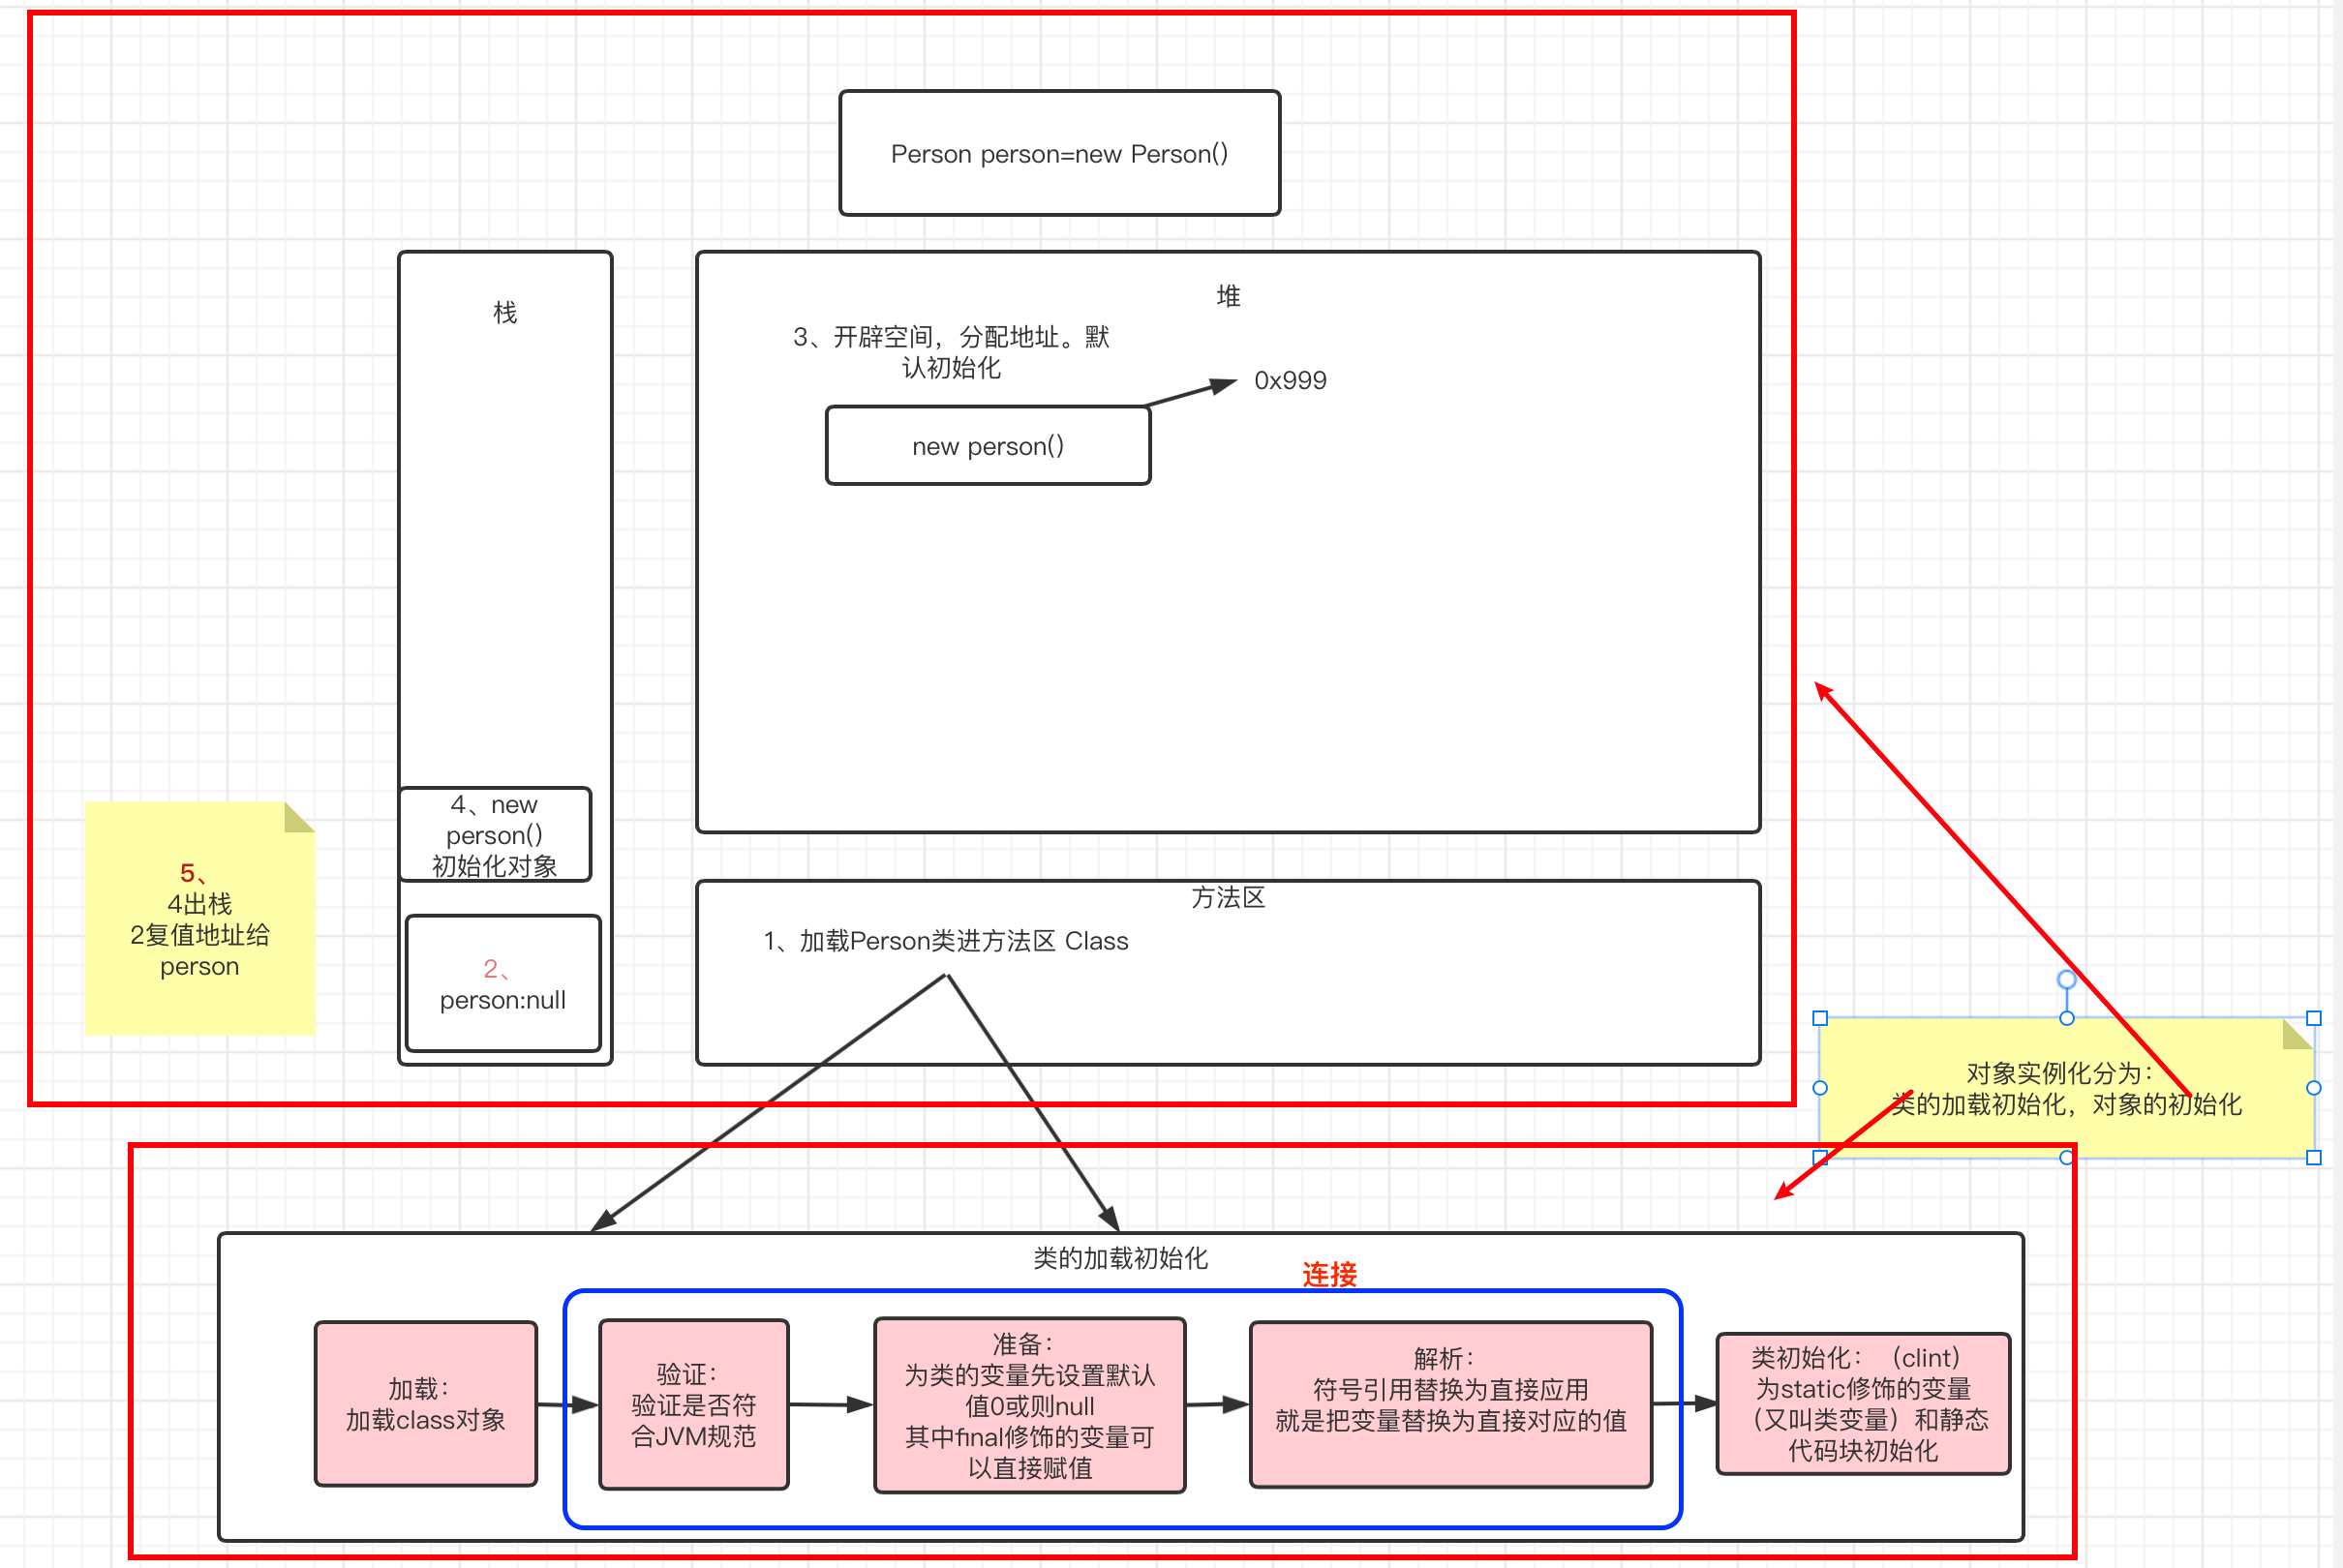 Person person=new Person()
栈
堆
3、开辟空间，分配地址。默
认初始化
0x999
new person()
4、new
person()
初始化对象
5、
4出栈
2复值地址给
person
2、
person:null
方法区
1、加载Person类进方法区 Class
对象实例化分为：
类的加载初始化，对象的初始化
类的加载初始化
连接
加载：
加载class对象
验证：
验证是否符
合JVM规范
准备：
为类的变量先设置默认
值0或则null
其中final修饰的变量可
以直接赋值
解析：
符号引用替换为直接应用
就是把变量替换为直接对应的值
类初始化：（clint）
为static修饰的变量
（又叫类变量）和静态
代码块初始化